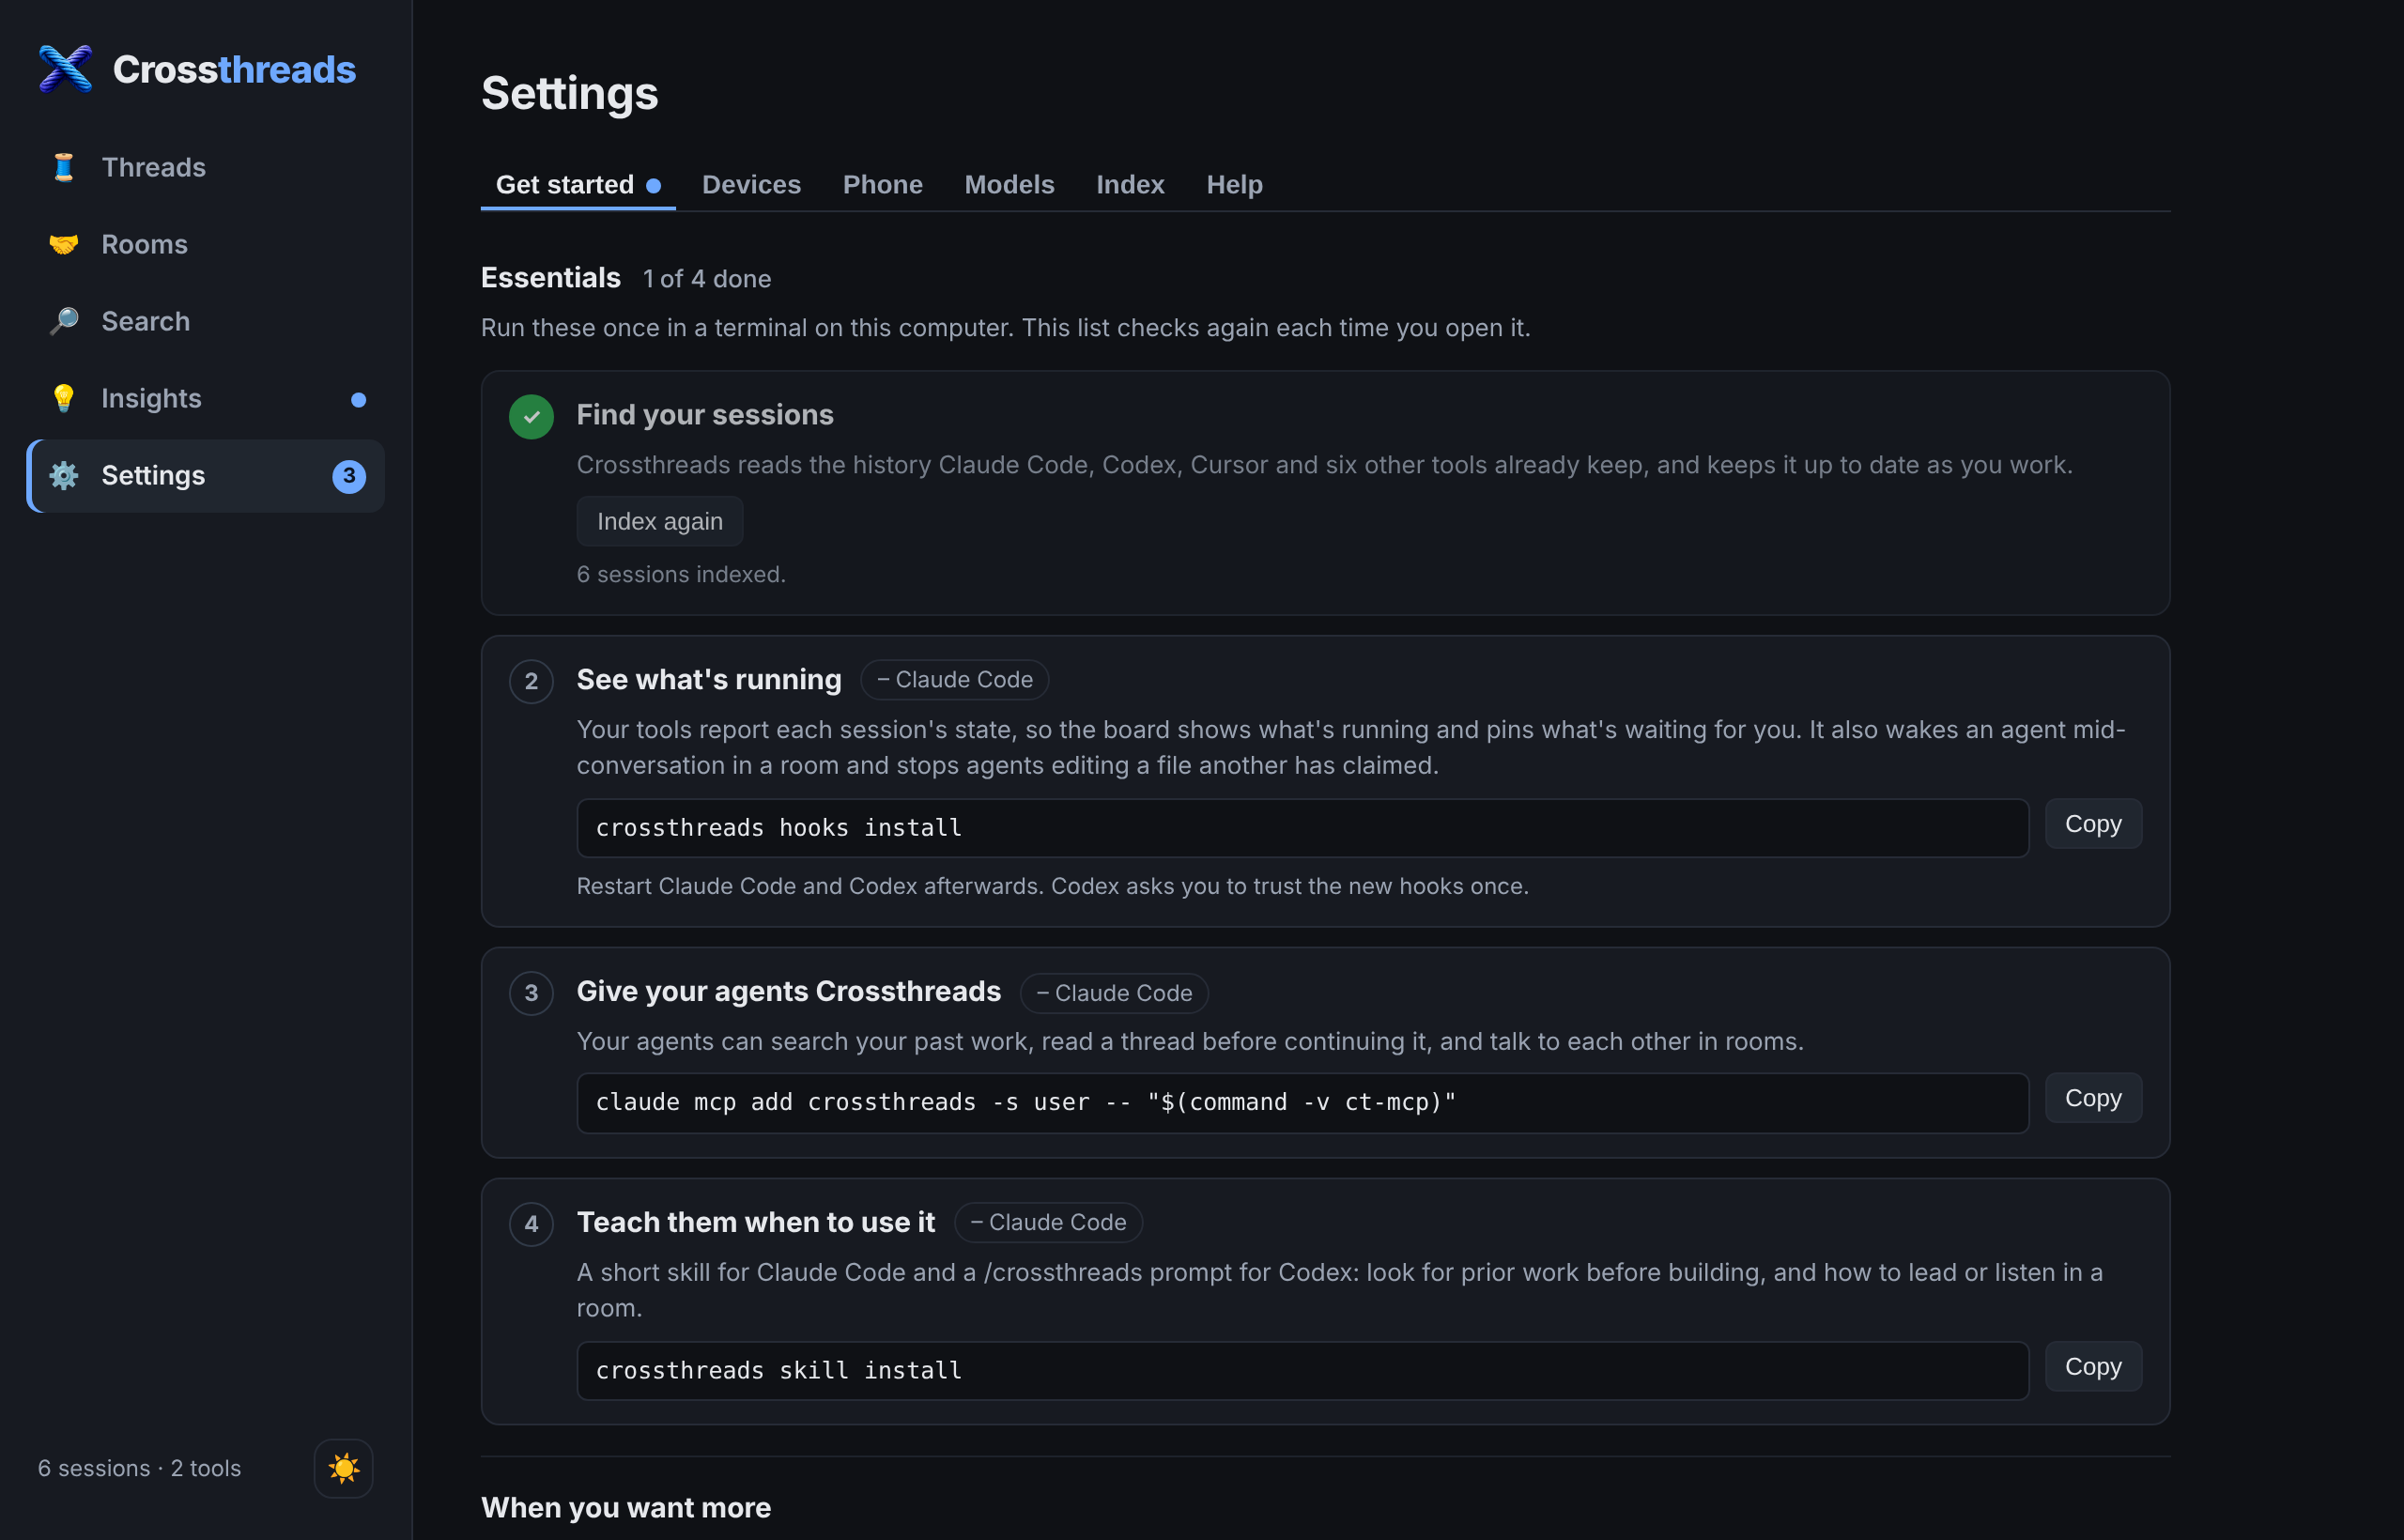 Crossthreads
Threads
Rooms
Search
Insights
Settings 3
6 sessions · 2 tools
Settings
Get started Devices Phone Models Index Help
Essentials 1 of 4 done
Run these once in a terminal on this computer. This list checks again each time you open it.
Find your sessions
Crossthreads reads the history Claude Code, Codex, Cursor and six other tools already keep, and keeps it up to date as you work.
Index again
6 sessions indexed.
2 See what's running – Claude Code
Your tools report each session's state, so the board shows what's running and pins what's waiting for you. It also wakes an agent mid-
conversation in a room and stops agents editing a file another has claimed.
crossthreads hooks install Copy
Restart Claude Code and Codex afterwards. Codex asks you to trust the new hooks once.
3 Give your agents Crossthreads – Claude Code
Your agents can search your past work, read a thread before continuing it, and talk to each other in rooms.
claude mcp add crossthreads -s user -- "$(command -v ct-mcp)" Copy
4 Teach them when to use it – Claude Code
A short skill for Claude Code and a /crossthreads prompt for Codex: look for prior work before building, and how to lead or listen in a
room.
crossthreads skill install Copy
When you want more